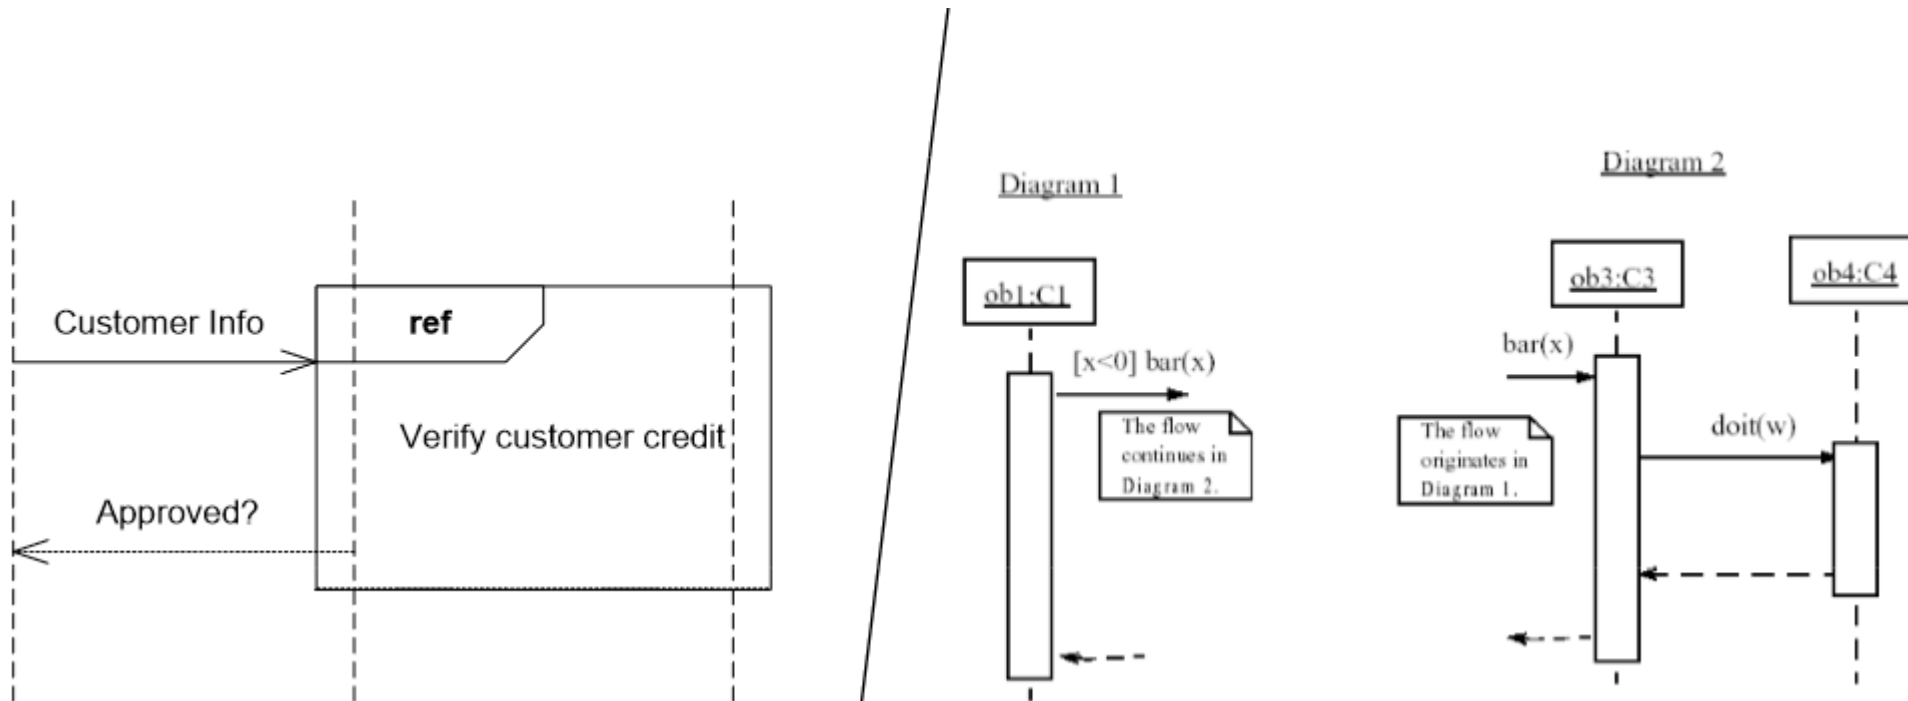 Customer Info
ref
Verify customer credit
Approved?
Diagram 1
ob1:C1
[x<0] bar(x)
The flow
continues in
Diagram 2.
Diagram 2
ob3:C3
ob4:C4
bar(x)
The flow
originates in
Diagram 1.
doit(w)